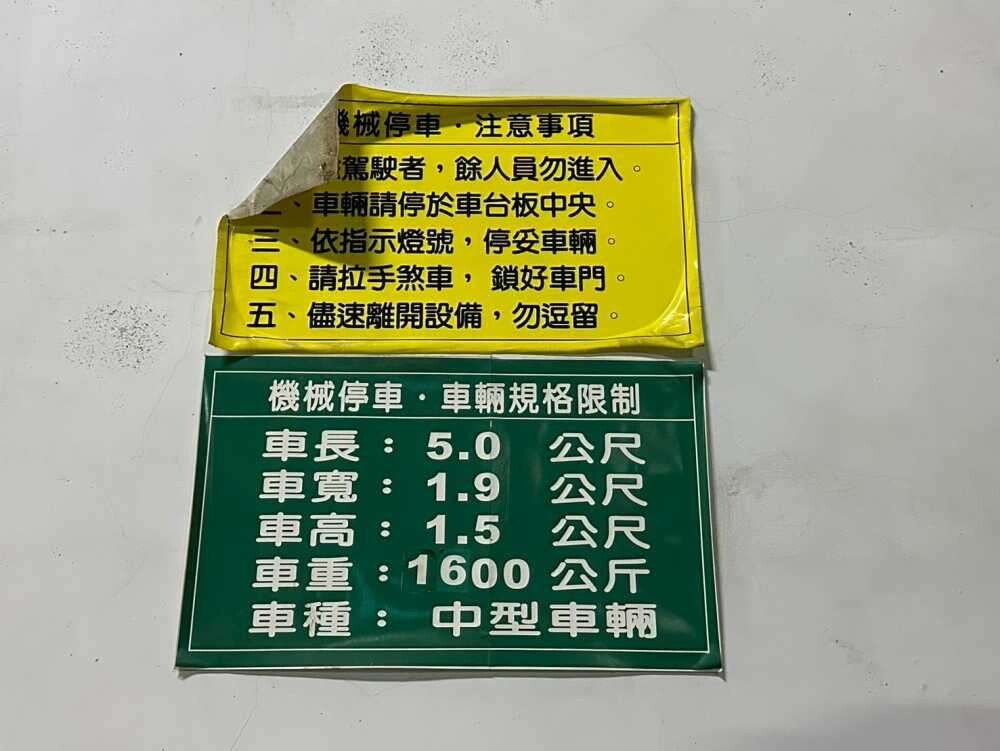 械停車·注意事項
駕駛者，餘人員勿進入。
二、車輛請停於車台板中央。
三、依指示燈號，停妥車輛。
四、請拉手煞車， 鎖好車門。
五、儘速離開設備，勿逗留。
機械停車·車輛規格限制
車長：5.0 公尺
車寬：1.9 公尺
車高：1.5 公尺
車重：1600 公斤
車種：中型車輛